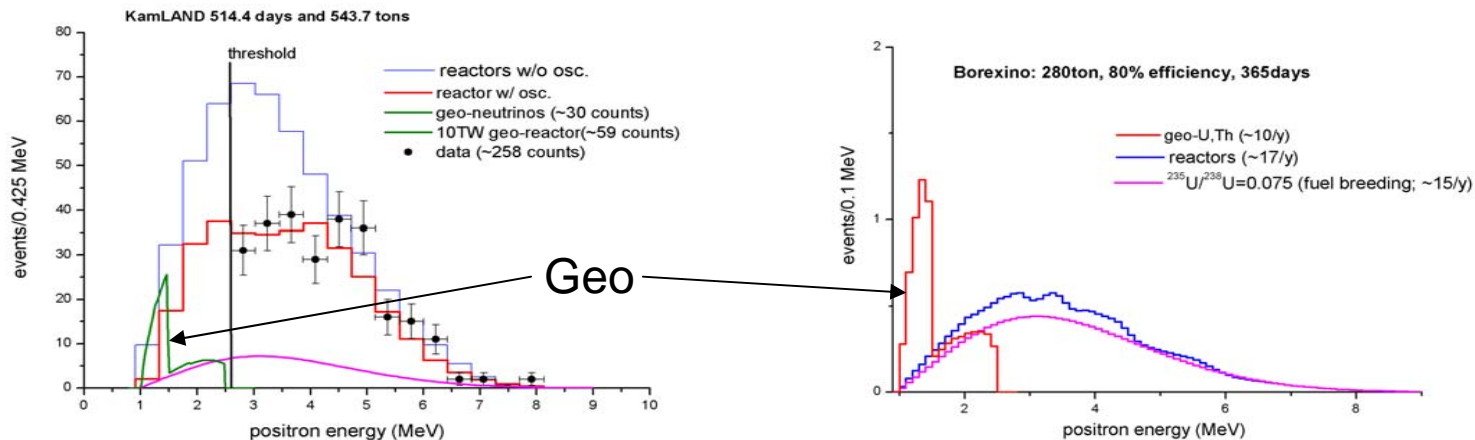 KamLAND 514.4 days and 543.7 tons
80
70
60
50
40
30
20
10
0
events/0.425 MeV
threshold
reactors w/o osc.
reactor w/ osc.
geo-neutrinos (~30 counts)
10TW geo-reactor(~59 counts)
data (~258 counts)
0 1 2 3 4 5 6 7 8 9 10
positron energy (MeV)
Geo
2
1
0
events/0.1 MeV
Borexino: 280ton, 80% efficiency, 365days
geo-U,Th (~10/y)
reactors (~17/y)
²³⁵U/²³⁸U=0.075 (fuel breeding; ~15/y)
2 4 6 8
positron energy (MeV)